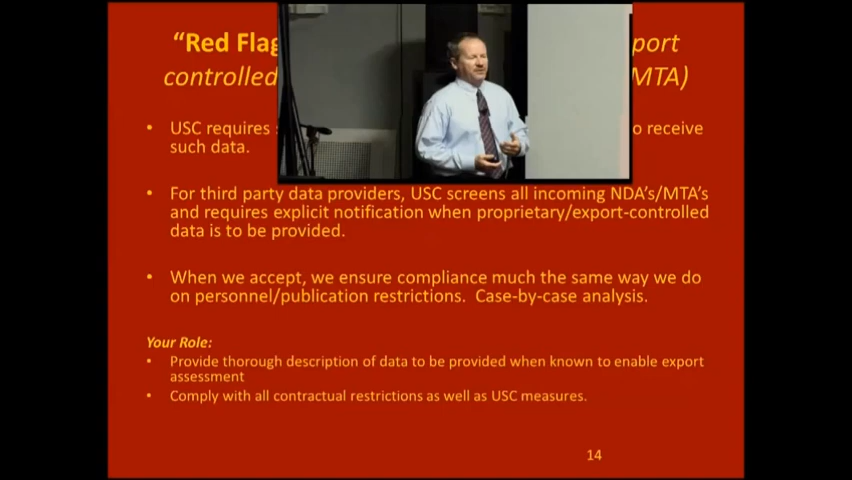 "Red Flag
port
controlled
MTA)
• USC requires
o receive
such data.
• For third party data providers, USC screens all incoming NDA's/MTA's
and requires explicit notification when proprietary/export-controlled
data is to be provided.
• When we accept, we ensure compliance much the same way we do
on personnel/publication restrictions. Case-by-case analysis.
Your Role:
• Provide thorough description of data to be provided when known to enable export
assessment
• Comply with all contractual restrictions as well as USC measures.
14